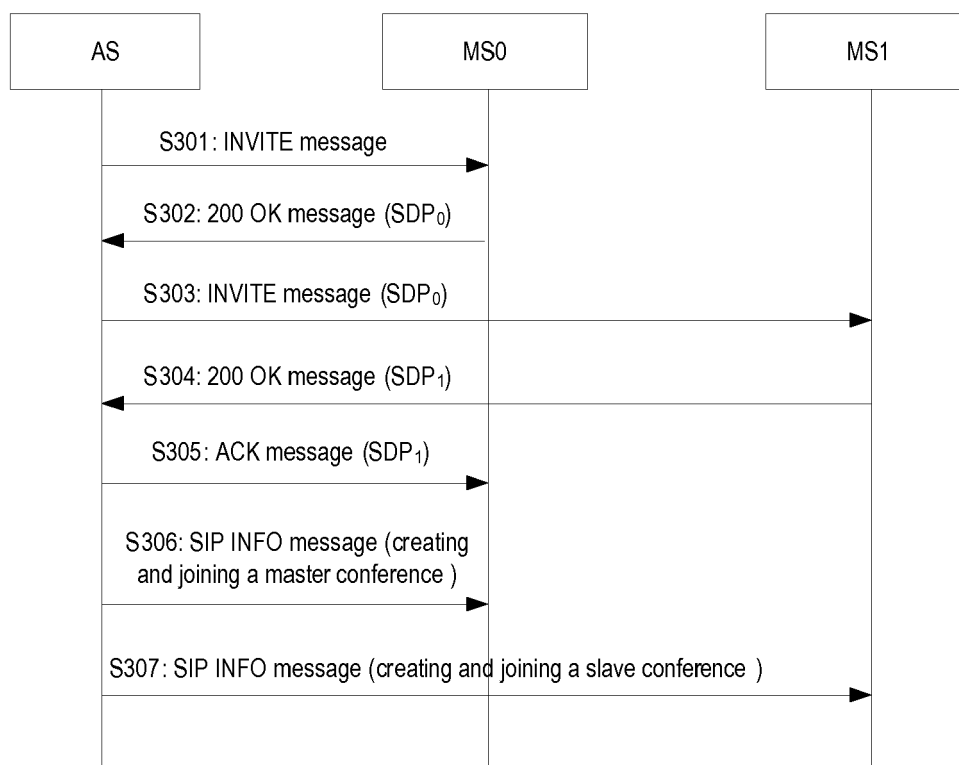 AS
MS0
MS1
S301: INVITE message
S302: 200 OK message (SDP₀)
S303: INVITE message (SDP₀)
S304: 200 OK message (SDP₁)
S305: ACK message (SDP₁)
S306: SIP INFO message (creating
and joining a master conference )
S307: SIP INFO message (creating and joining a slave conference )